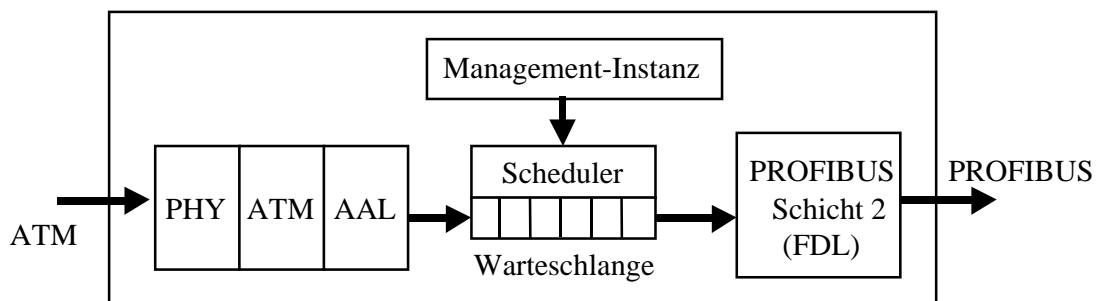 Management-Instanz
ATM
PHY
ATM
AAL
Scheduler
Warteschlange
PROFIBUS
Schicht 2
(FDL)
PROFIBUS